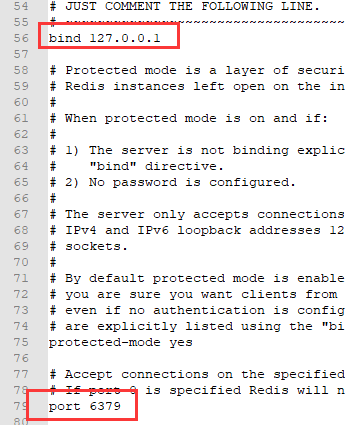 54 # JUST COMMENT THE FOLLOWING LINE.
55 # ~~~~~~~~~~~~~~~~~~~~~~~~~~~~~~~~~~~
56 bind 127.0.0.1
57
58 # Protected mode is a layer of securi
59 # Redis instances left open on the in
60 #
61 # When protected mode is on and if:
62 #
63 # 1) The server is not binding explic
64 #    "bind" directive.
65 # 2) No password is configured.
66 #
67 # The server only accepts connections
68 # IPv4 and IPv6 loopback addresses 12
69 # sockets.
70 #
71 # By default protected mode is enable
72 # you are sure you want clients from
73 # even if no authentication is config
74 # are explicitly listed using the "bi
75 protected-mode yes
76
77 # Accept connections on the specified
78 # If port 0 is specified Redis will n
79 port 6379
80